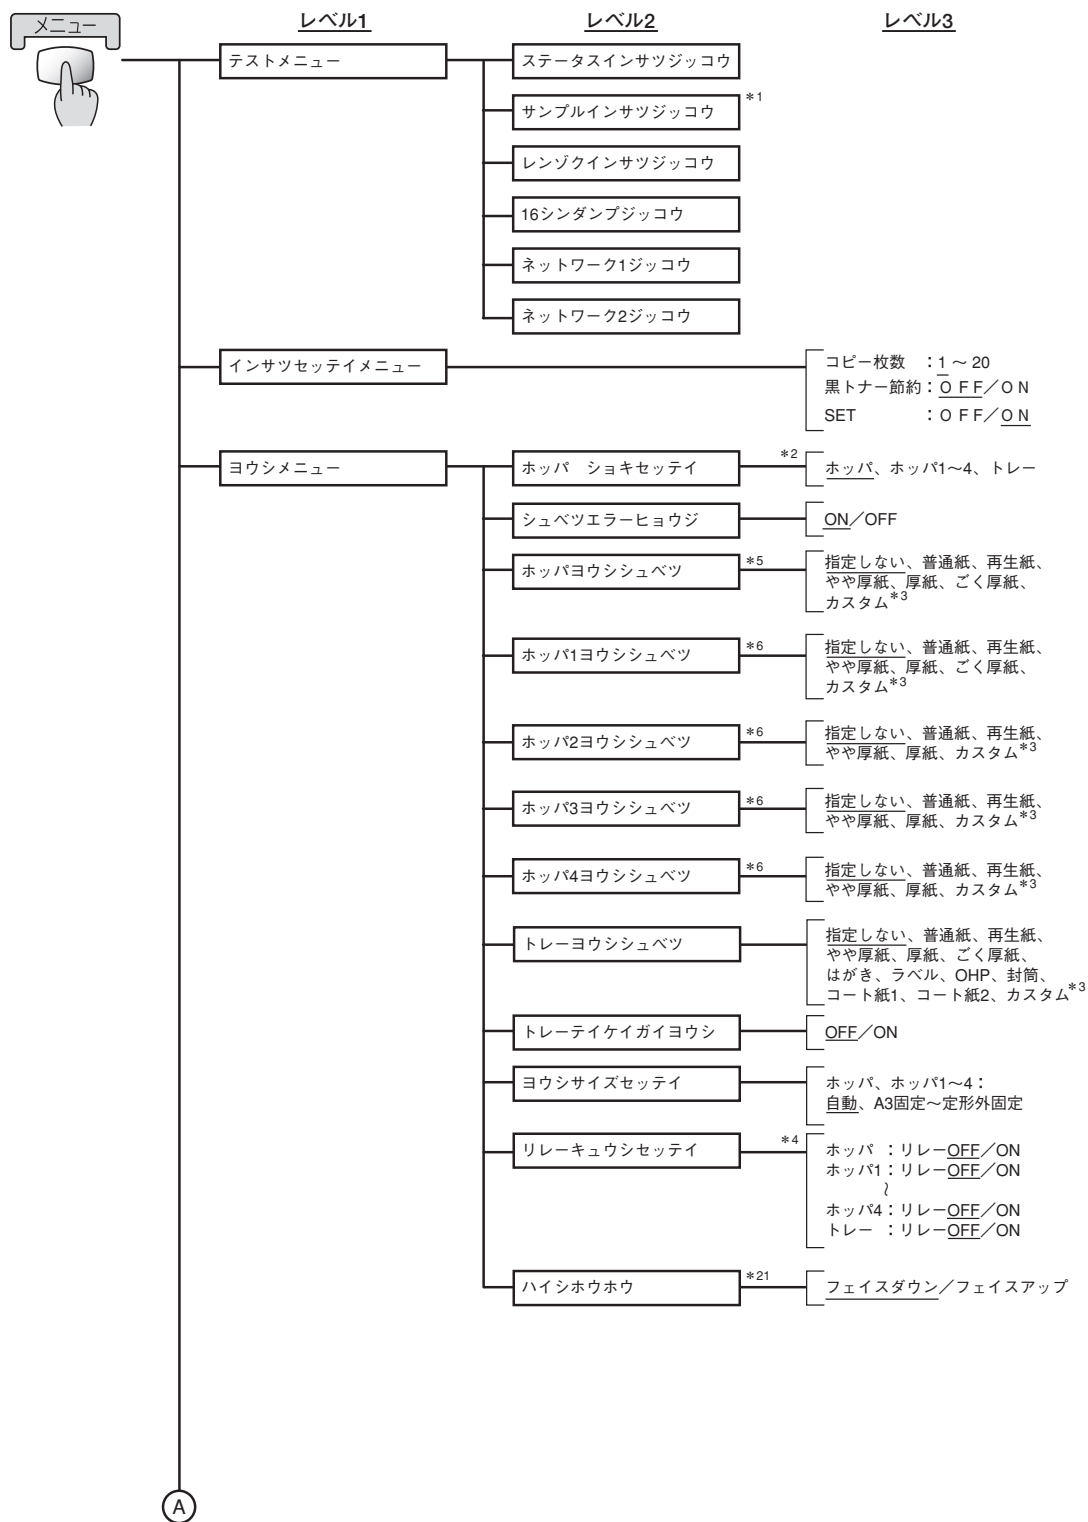 メニュー
レベル1 レベル2 レベル3
テストメニュー
ステータスインサツジッコウ
サンプルインサツジッコウ *1
レンゾクインサツジッコウ
16シンダンプジッコウ
ネットワーク1ジッコウ
ネットワーク2ジッコウ
インサツセッテイメニュー
コピー枚数 :1~20
黒トナー節約:OFF/ON
SET :OFF/ON
ヨウシメニュー
ホッパ ショキセッテイ *2
ホッパ、ホッパ1~4、トレー
シュベツエラーヒョウジ
ON/OFF
ホッパヨウシシュベツ *5
指定しない、普通紙、再生紙、
やや厚紙、厚紙、ごく厚紙、
カスタム*3
ホッパ1ヨウシシュベツ *6
指定しない、普通紙、再生紙、
やや厚紙、厚紙、ごく厚紙、
カスタム*3
ホッパ2ヨウシシュベツ *6
指定しない、普通紙、再生紙、
やや厚紙、厚紙、カスタム*3
ホッパ3ヨウシシュベツ *6
指定しない、普通紙、再生紙、
やや厚紙、厚紙、カスタム*3
ホッパ4ヨウシシュベツ *6
指定しない、普通紙、再生紙、
やや厚紙、厚紙、カスタム*3
トレーヨウシシュベツ
指定しない、普通紙、再生紙、
やや厚紙、厚紙、ごく厚紙、
はがき、ラベル、OHP、封筒、
コート紙1、コート紙2、カスタム*3
トレーテイケイガイヨウシ
OFF/ON
ヨウシサイズセッテイ
ホッパ、ホッパ1~4:
自動、A3固定~定形外固定
リレーキュウシセッテイ *4
ホッパ :リレーOFF/ON
ホッパ1:リレーOFF/ON
~
ホッパ4:リレーOFF/ON
トレー :リレーOFF/ON
ハイシホウホウ *21
フェイスダウン/フェイスアップ
A